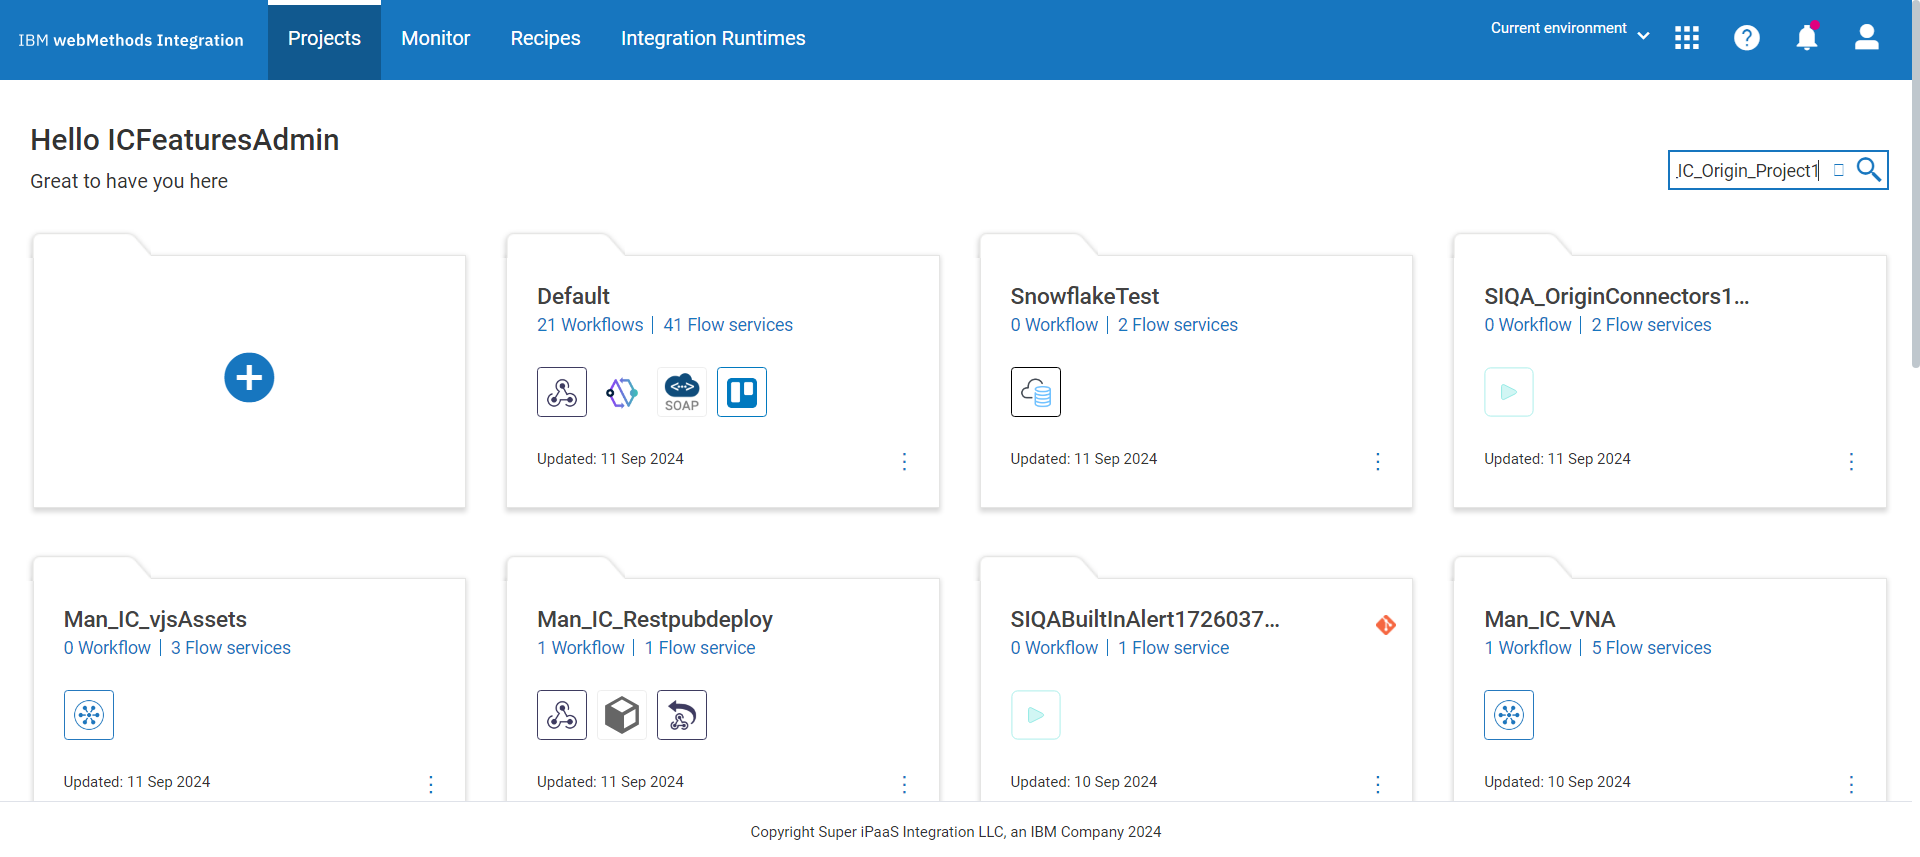 IBM webMethods Integration
Projects
Monitor
Recipes
Integration Runtimes
Current environment
Hello ICFeaturesAdmin
Great to have you here
IC_Origin_Project1
Default
21 Workflows | 41 Flow services
SOAP
Updated: 11 Sep 2024
SnowflakeTest
0 Workflow | 2 Flow services
Updated: 11 Sep 2024
SIQA_OriginConnectors1...
0 Workflow | 2 Flow services
Updated: 11 Sep 2024
Man_IC_vjsAssets
0 Workflow | 3 Flow services
Updated: 11 Sep 2024
Man_IC_Restpubdeploy
1 Workflow | 1 Flow service
Updated: 11 Sep 2024
SIQABuiltInAlert1726037...
0 Workflow | 1 Flow service
Updated: 10 Sep 2024
Man_IC_VNA
1 Workflow | 5 Flow services
Updated: 10 Sep 2024
Copyright Super iPaaS Integration LLC, an IBM Company 2024